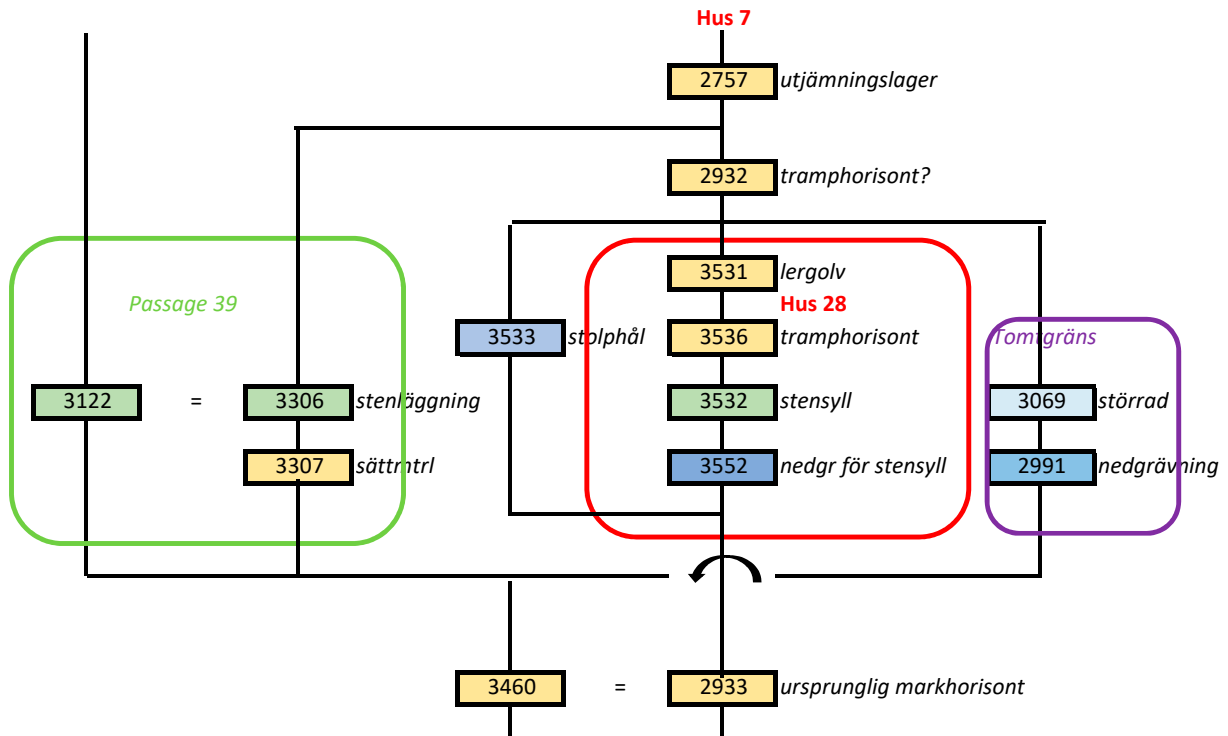 Hus 7
2757 utjämningslager
2932 tramphorisont?
3531 lergolv
Passage 39
Hus 28
3533 stolphål
3536 tramphorisont
Tomtgräns
3122 = 3306 stenläggning
3532 stensyll
3069 störrad
3307 sättmtrl
3552 nedgr för stensyll
2991 nedgrävning
3460 = 2933 ursprunglig markhorisont